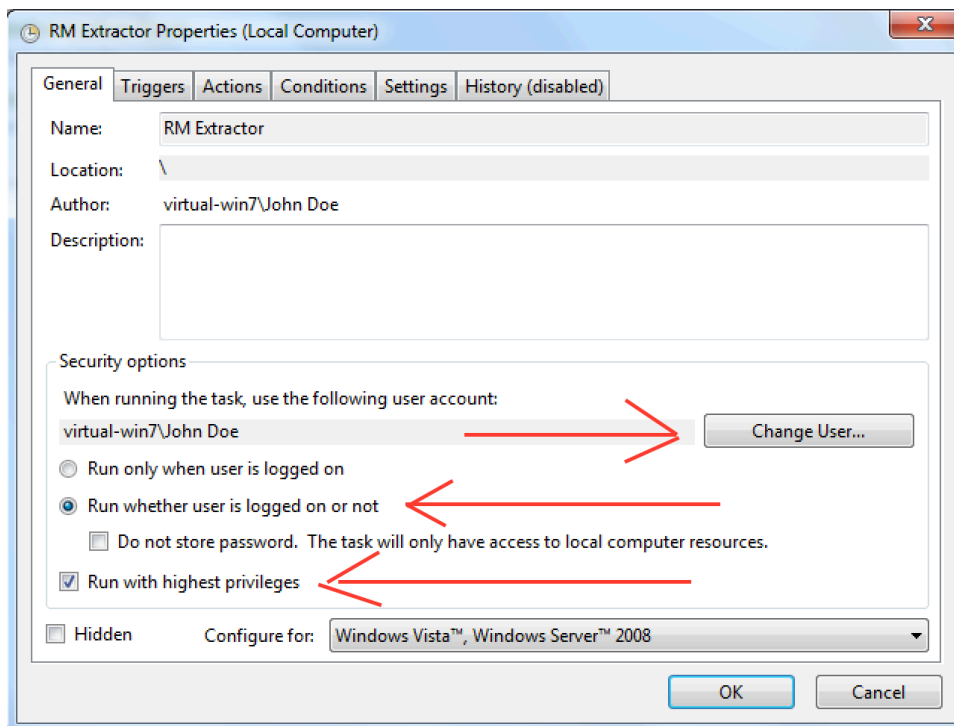 RM Extractor Properties (Local Computer)
General Triggers Actions Conditions Settings History (disabled)
Name: RM Extractor
Location: \
Author: virtual-win7\John Doe
Description:
Security options
When running the task, use the following user account:
virtual-win7\John Doe Change User...
Run only when user is logged on
Run whether user is logged on or not
Do not store password. The task will only have access to local computer resources.
Run with highest privileges
Hidden Configure for: Windows Vista™, Windows Server™ 2008
OK Cancel